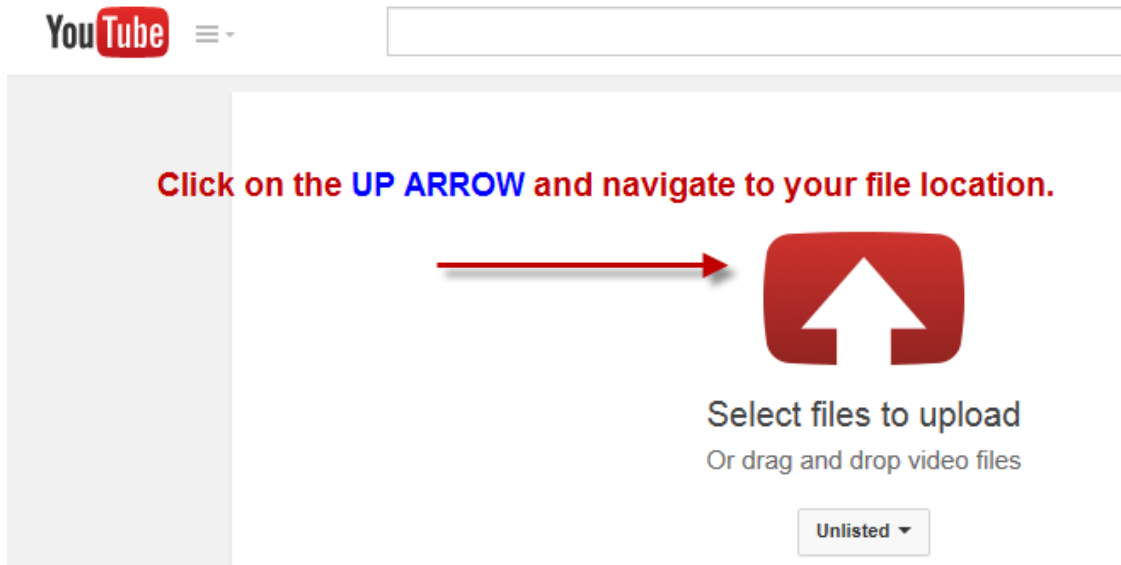 YouTube
Click on the UP ARROW and navigate to your file location.
Select files to upload
Or drag and drop video files
Unlisted